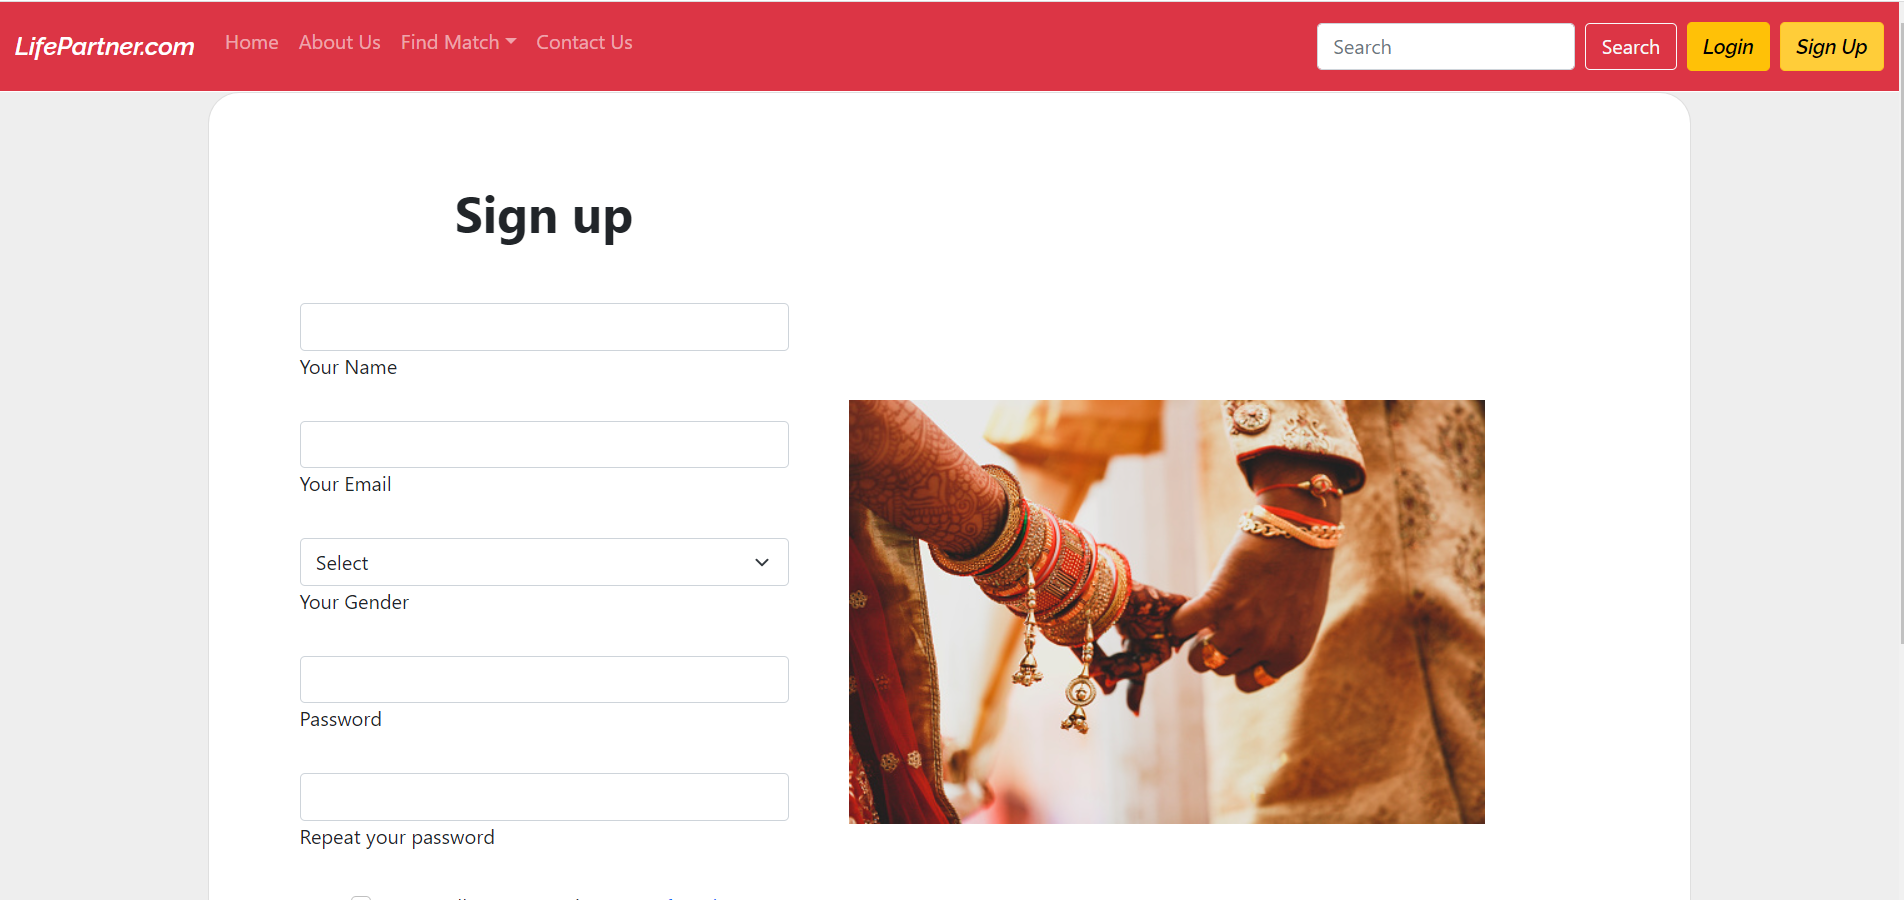 LifePartner.com Home About Us Find Match Contact Us Search Search Login Sign Up
Sign up
Your Name
Your Email
Select
Your Gender
Password
Repeat your password